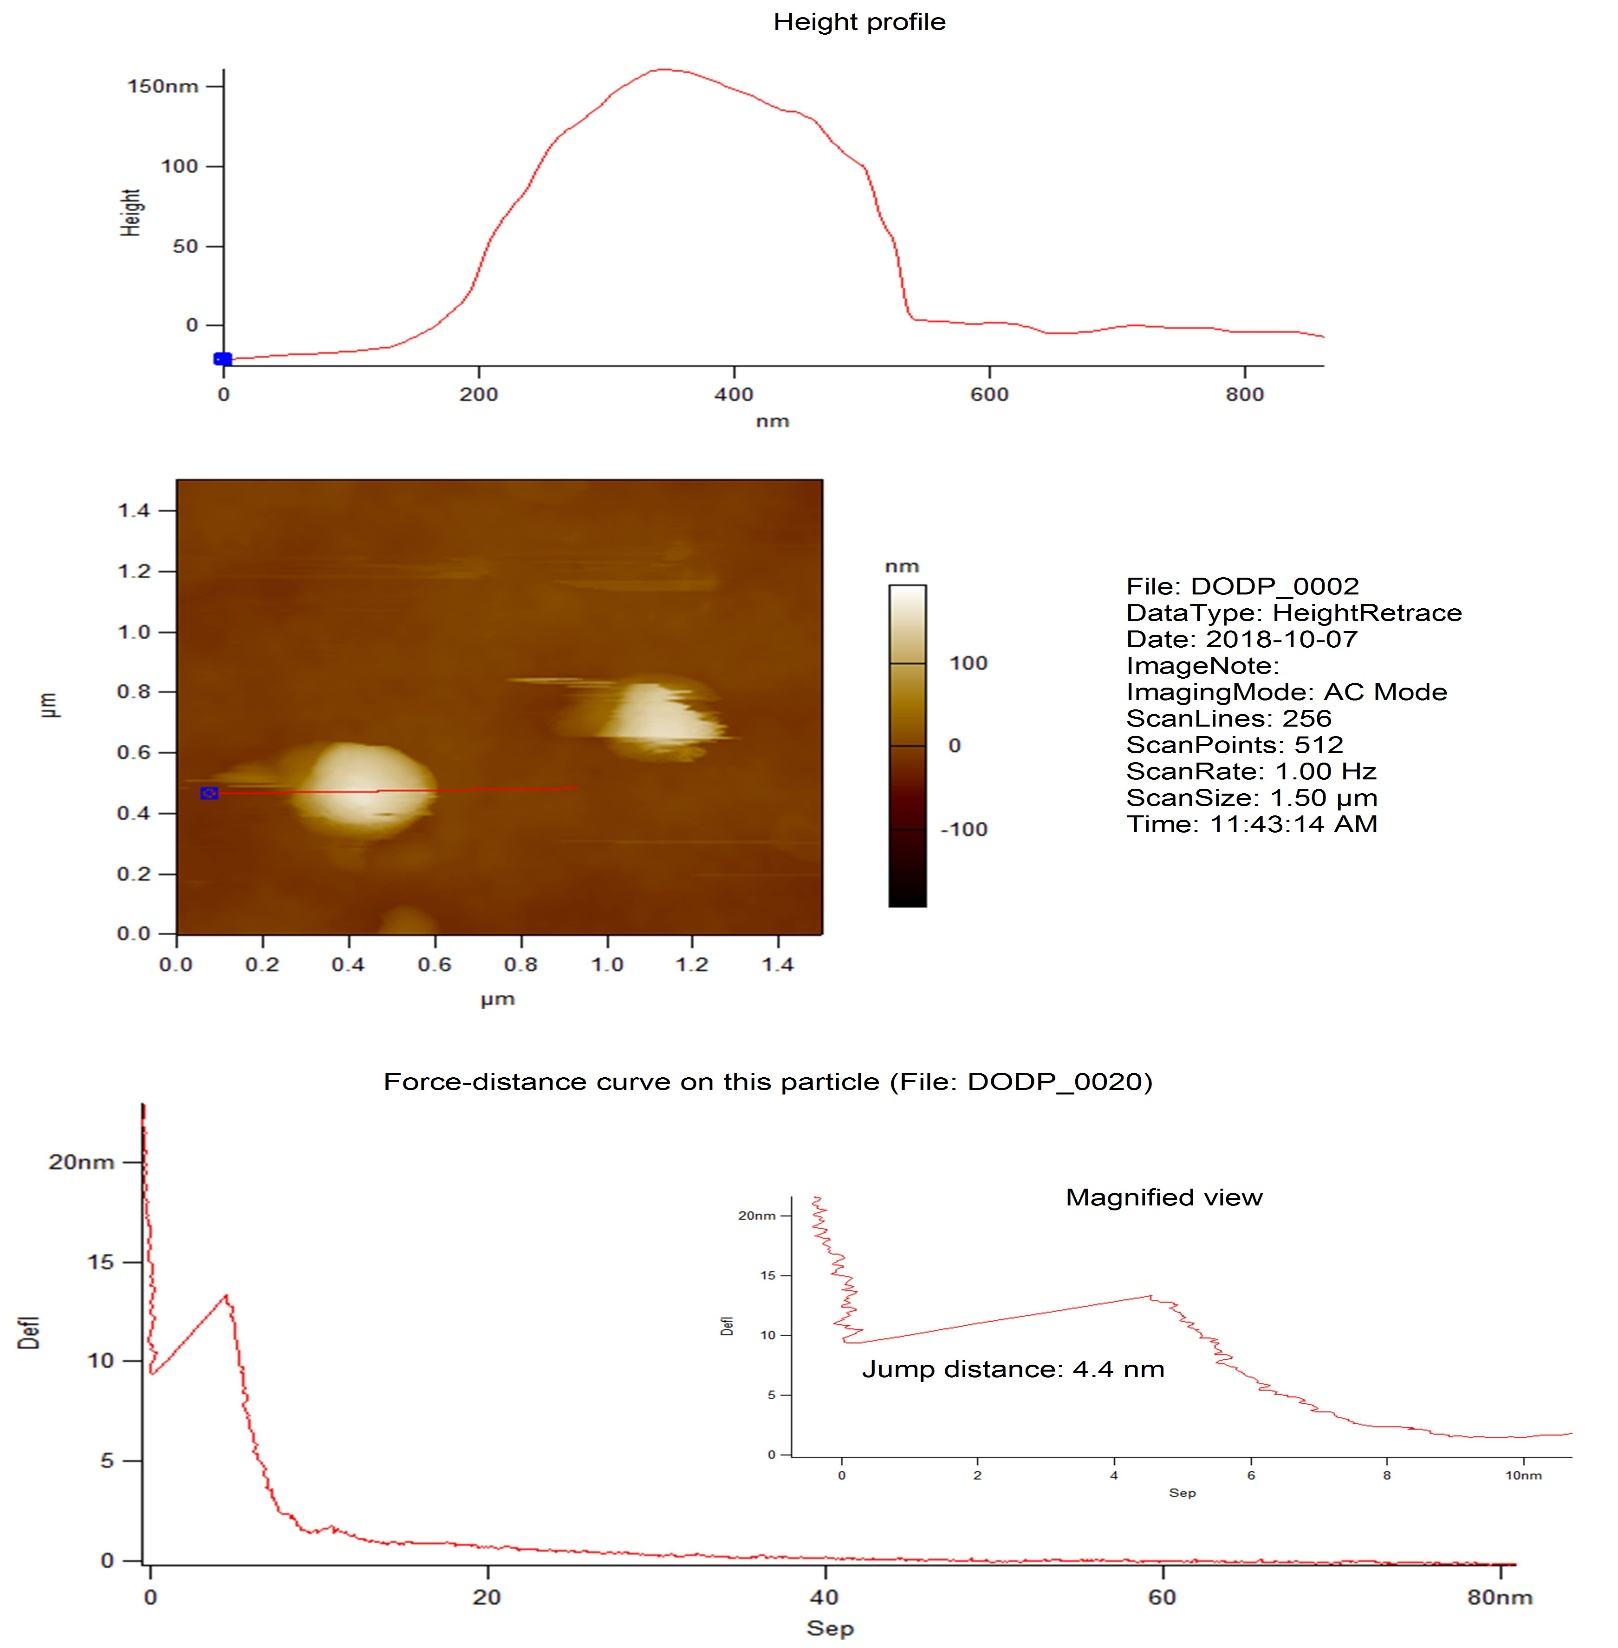 Height profile
150nm
100
50
0
Height
0 200 400 600 800
nm
1.4
1.2
1.0
0.8
0.6
0.4
0.2
0.0
µm
0.0 0.2 0.4 0.6 0.8 1.0 1.2 1.4
µm
nm
100
0
-100
File: DODP_0002
DataType: HeightRetrace
Date: 2018-10-07
ImageNote:
ImagingMode: AC Mode
ScanLines: 256
ScanPoints: 512
ScanRate: 1.00 Hz
ScanSize: 1.50 µm
Time: 11:43:14 AM
Force-distance curve on this particle (File: DODP_0020)
20nm
15
10
5
0
Defl
0 20 40 60 80nm
Sep
Magnified view
20nm
15
10
5
0
Defl
Jump distance: 4.4 nm
0 2 4 6 8 10nm
Sep